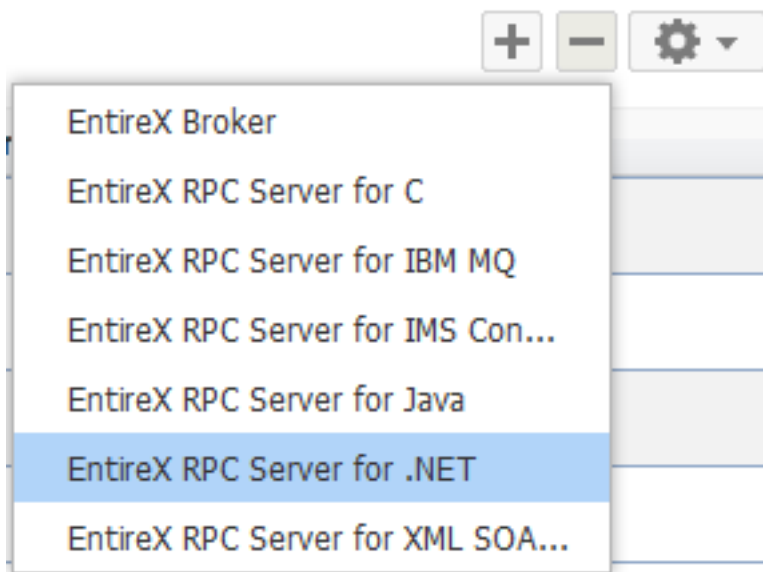 EntireX Broker
EntireX RPC Server for C
EntireX RPC Server for IBM MQ
EntireX RPC Server for IMS Con...
EntireX RPC Server for Java
EntireX RPC Server for .NET
EntireX RPC Server for XML SOA...